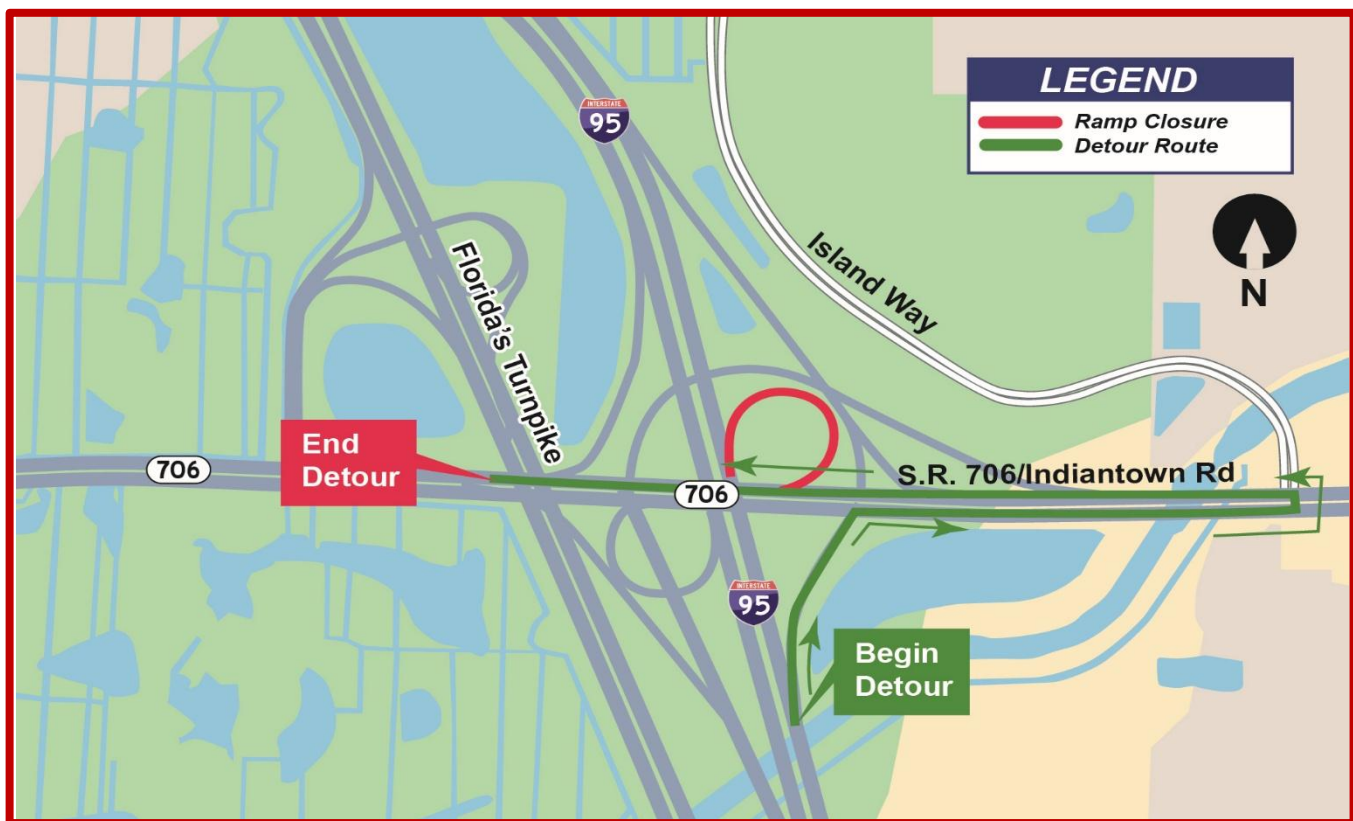 LEGEND
Ramp Closure
Detour Route
INTERSTATE
95
N
Island Way
Florida's Turnpike
End
Detour
706
706
S.R. 706/Indiantown Rd
INTERSTATE
95
Begin
Detour